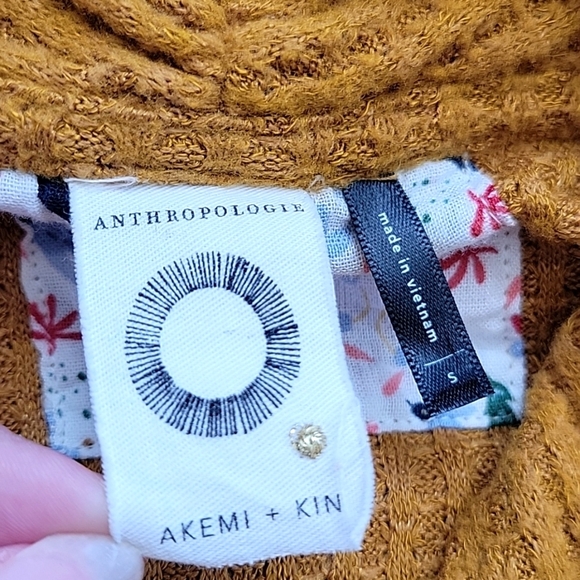 ANTHROPOLOGIE
AKEMI + KIN
made in vietnam | S